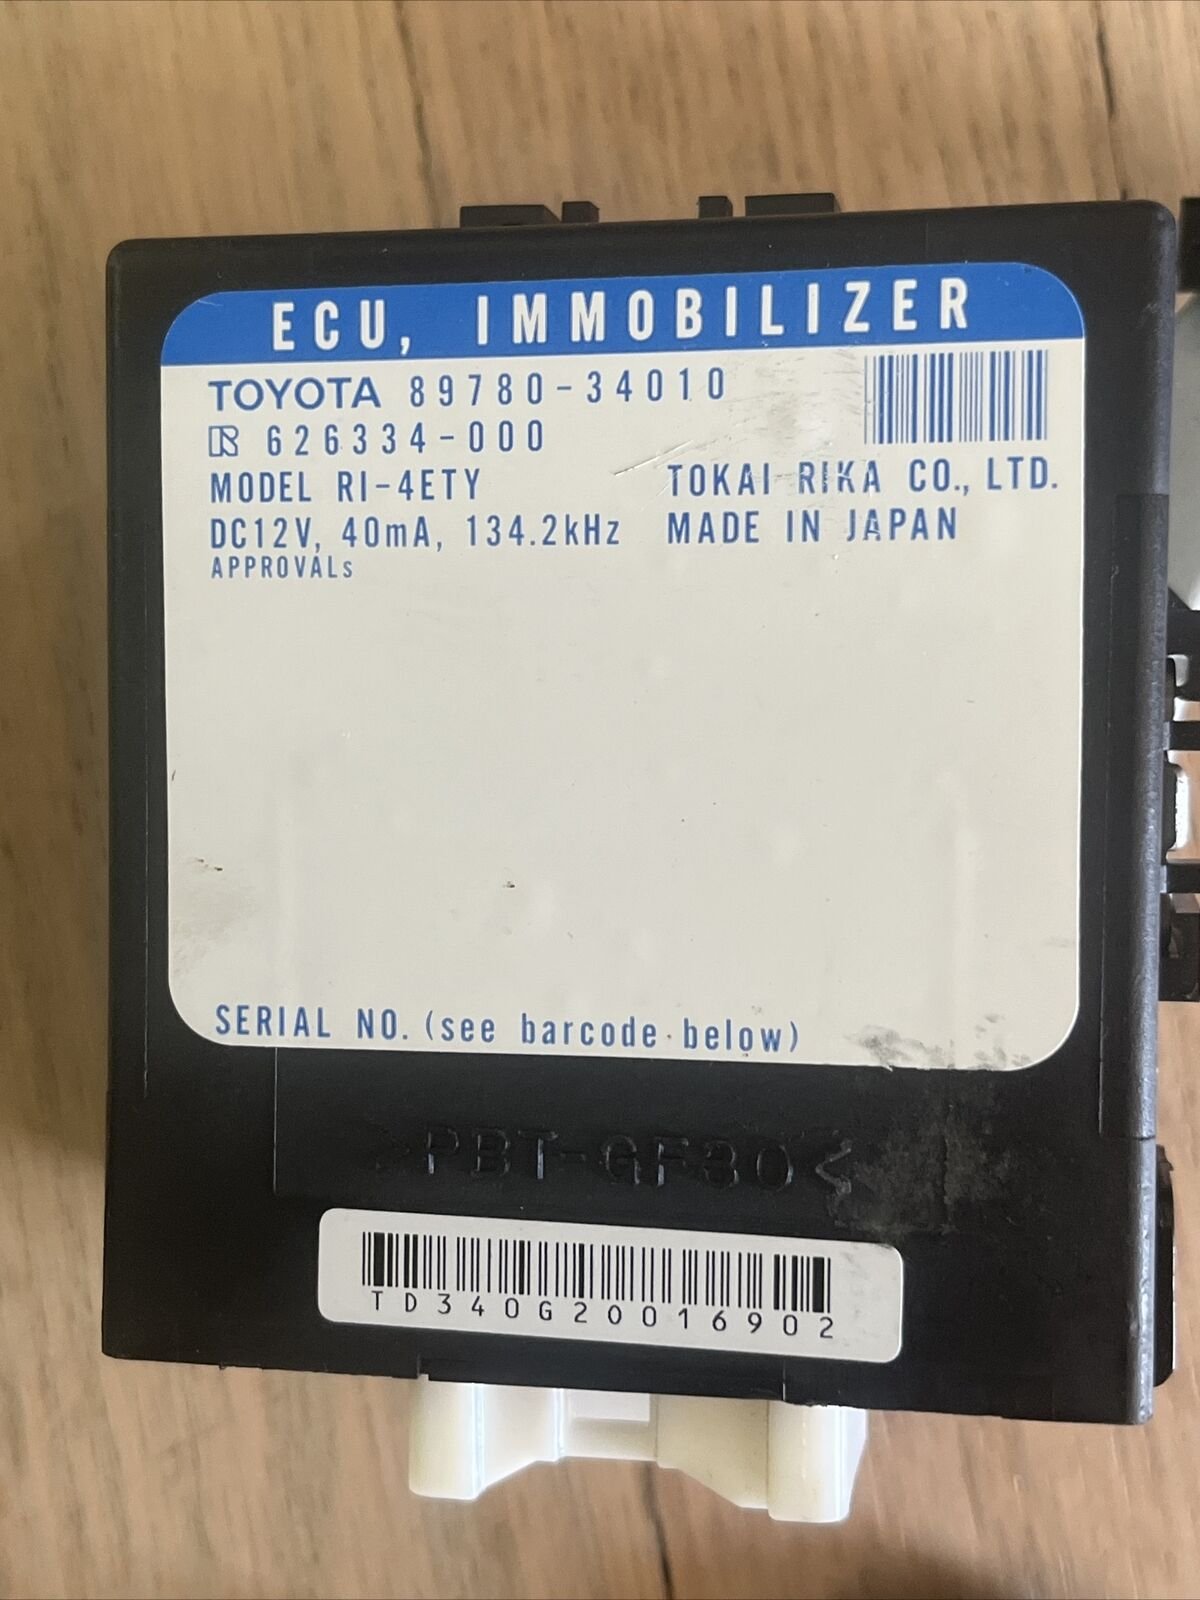 ECU, IMMOBILIZER
TOYOTA 89780-34010
R 626334-000
MODEL RI-4ETY
TOKAI RIKA CO., LTD.
DC12V, 40mA, 134.2kHz
MADE IN JAPAN
APPROVALs
SERIAL NO. (see barcode below)
>PBT-GF30<
TD340G20016902